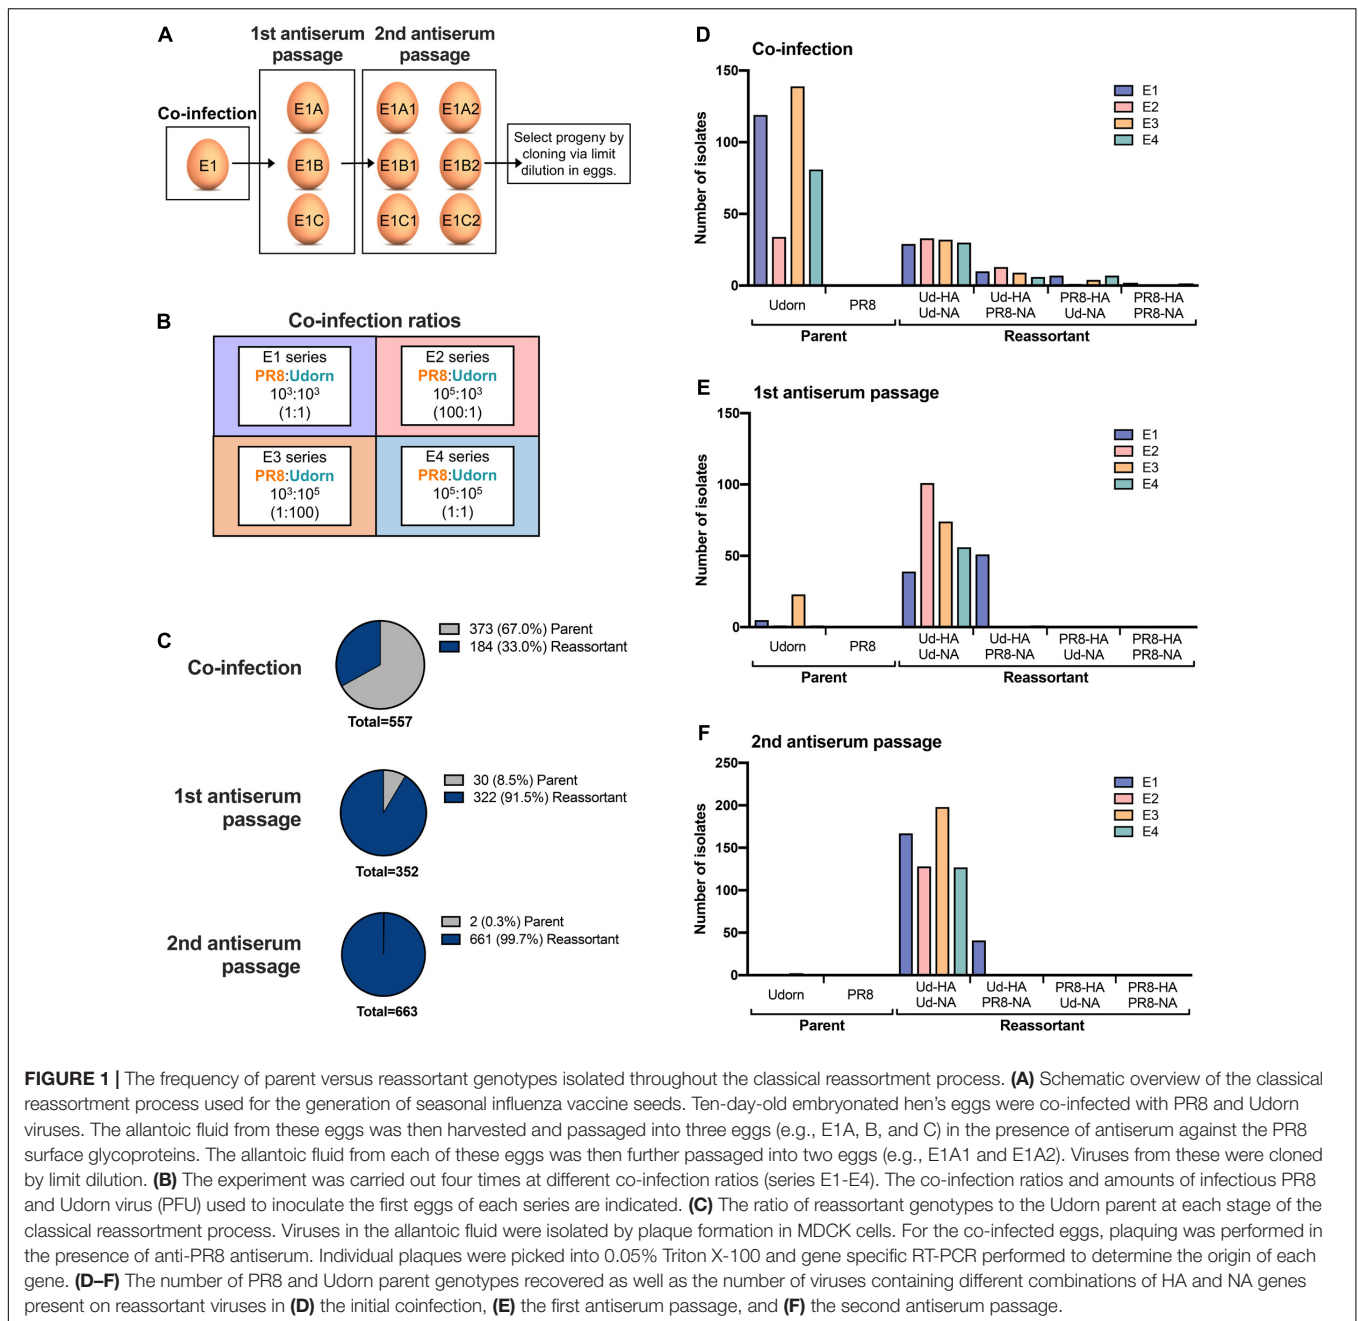 A
1st antiserum
passage
2nd antiserum
passage
Co-infection
E1
E1A
E1B
E1C
E1A1
E1A2
E1B1
E1B2
E1C1
E1C2
Select progeny by
cloning via limit
dilution in eggs.
B
Co-infection ratios
E1 series
PR8:Udorn
10³:10³
(1:1)
E2 series
PR8:Udorn
10⁵:10³
(100:1)
E3 series
PR8:Udorn
10³:10⁵
(1:100)
E4 series
PR8:Udorn
10⁵:10⁵
(1:1)
C
Co-infection
373 (67.0%) Parent
184 (33.0%) Reassortant
Total=557
1st antiserum
passage
30 (8.5%) Parent
322 (91.5%) Reassortant
Total=352
2nd antiserum
passage
2 (0.3%) Parent
661 (99.7%) Reassortant
Total=663
D
Co-infection
Number of isolates
150
100
50
0
E1
E2
E3
E4
Udorn
PR8
Ud-HA
Ud-NA
Ud-HA
PR8-NA
PR8-HA
Ud-NA
PR8-HA
PR8-NA
Parent
Reassortant
E
1st antiserum passage
Number of isolates
150
100
50
0
E1
E2
E3
E4
Udorn
PR8
Ud-HA
Ud-NA
Ud-HA
PR8-NA
PR8-HA
Ud-NA
PR8-HA
PR8-NA
Parent
Reassortant
F
2nd antiserum passage
Number of isolates
250
200
150
100
50
0
E1
E2
E3
E4
Udorn
PR8
Ud-HA
Ud-NA
Ud-HA
PR8-NA
PR8-HA
Ud-NA
PR8-HA
PR8-NA
Parent
Reassortant
FIGURE 1 | The frequency of parent versus reassortant genotypes isolated throughout the classical reassortment process. (A) Schematic overview of the classical
reassortment process used for the generation of seasonal influenza vaccine seeds. Ten-day-old embryonated hen's eggs were co-infected with PR8 and Udorn
viruses. The allantoic fluid from these eggs was then harvested and passaged into three eggs (e.g., E1A, B, and C) in the presence of antiserum against the PR8
surface glycoproteins. The allantoic fluid from each of these eggs was then further passaged into two eggs (e.g., E1A1 and E1A2). Viruses from these were cloned
by limit dilution. (B) The experiment was carried out four times at different co-infection ratios (series E1-E4). The co-infection ratios and amounts of infectious PR8
and Udorn virus (PFU) used to inoculate the first eggs of each series are indicated. (C) The ratio of reassortant genotypes to the Udorn parent at each stage of the
classical reassortment process. Viruses in the allantoic fluid were isolated by plaque formation in MDCK cells. For the co-infected eggs, plaquing was performed in
the presence of anti-PR8 antiserum. Individual plaques were picked into 0.05% Triton X-100 and gene specific RT-PCR performed to determine the origin of each
gene. (D–F) The number of PR8 and Udorn parent genotypes recovered as well as the number of viruses containing different combinations of HA and NA genes
present on reassortant viruses in (D) the initial coinfection, (E) the first antiserum passage, and (F) the second antiserum passage.